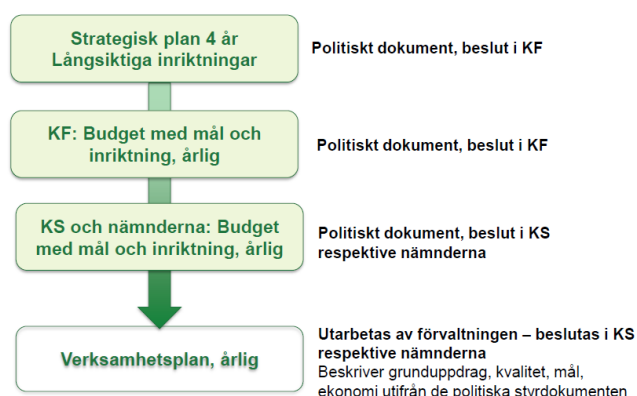 Strategisk plan 4 år
Långsiktiga inriktningar
Politiskt dokument, beslut i KF
KF: Budget med mål och
inriktning, årlig
Politiskt dokument, beslut i KF
KS och nämnderna: Budget
med mål och inriktning, årlig
Politiskt dokument, beslut i KS
respektive nämnderna
Verksamhetsplan, årlig
Utarbetas av förvaltningen – beslutas i KS
respektive nämnderna
Beskriver grunduppdrag, kvalitet, mål,
ekonomi utifrån de politiska styrdokumenten